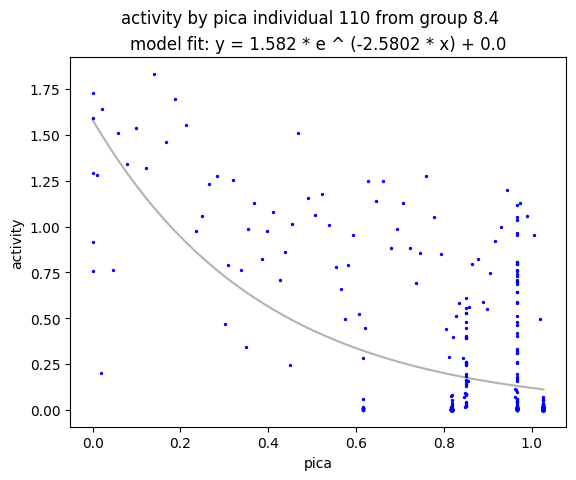 activity by pica individual 110 from group 8.4
model fit: y = 1.582 * e ^ (-2.5802 * x) + 0.0
1.75
1.50
1.25
1.00
0.75
0.50
0.25
0.00
activity
0.0 0.2 0.4 0.6 0.8 1.0
pica